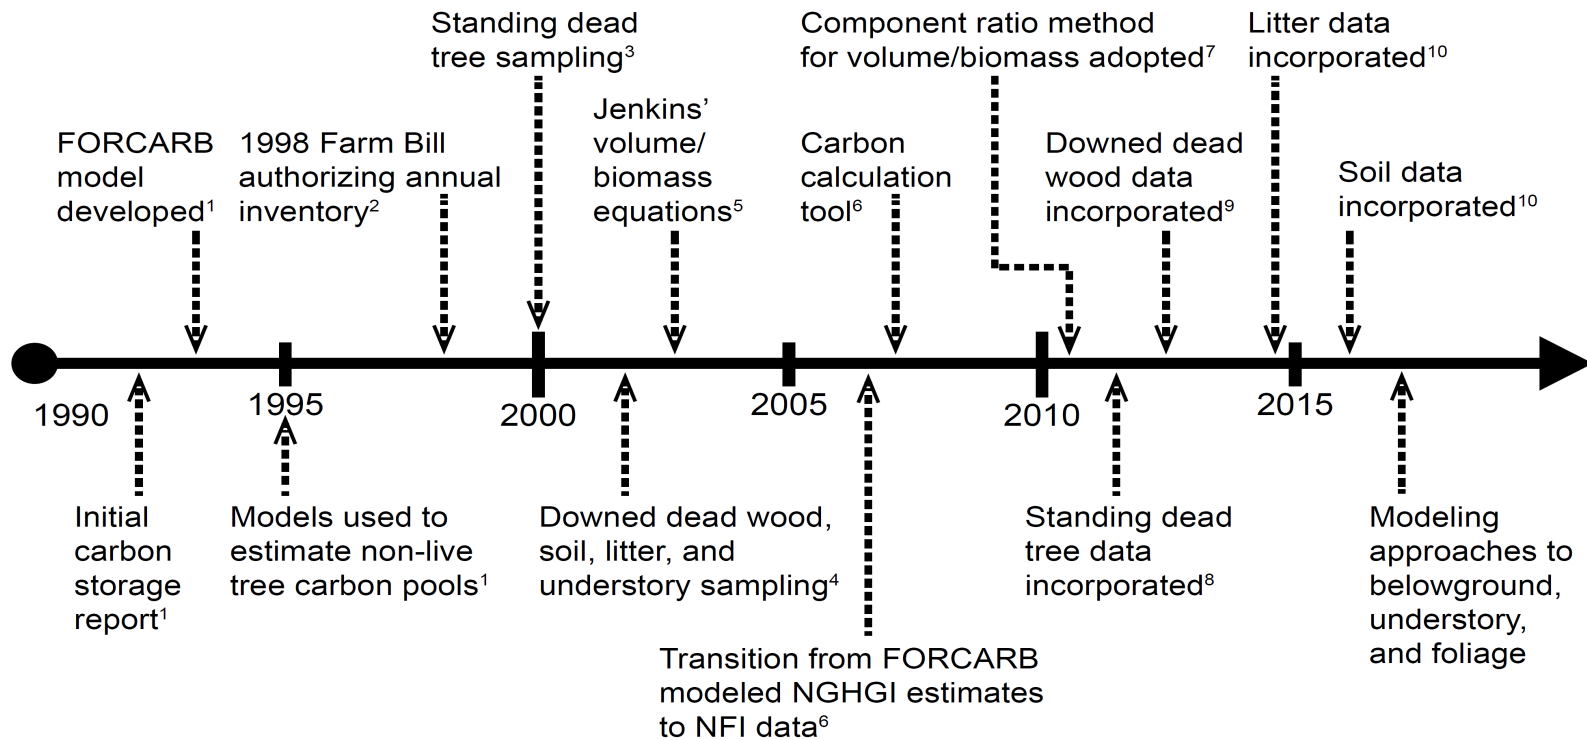 Standing dead
tree sampling³
Component ratio method
for volume/biomass adopted⁷
Litter data
incorporated¹⁰
FORCARB
model
developed¹
1998 Farm Bill
authorizing annual
inventory²
Jenkins’
volume/
biomass
equations⁵
Carbon
calculation
tool⁶
Downed dead
wood data
incorporated⁹
Soil data
incorporated¹⁰
1990
1995
2000
2005
2010
2015
Initial
carbon
storage
report¹
Models used to
estimate non-live
tree carbon pools¹
Downed dead wood,
soil, litter, and
understory sampling⁴
Transition from FORCARB
modeled NGHGI estimates
to NFI data⁶
Standing dead
tree data
incorporated⁸
Modeling
approaches to
belowground,
understory,
and foliage